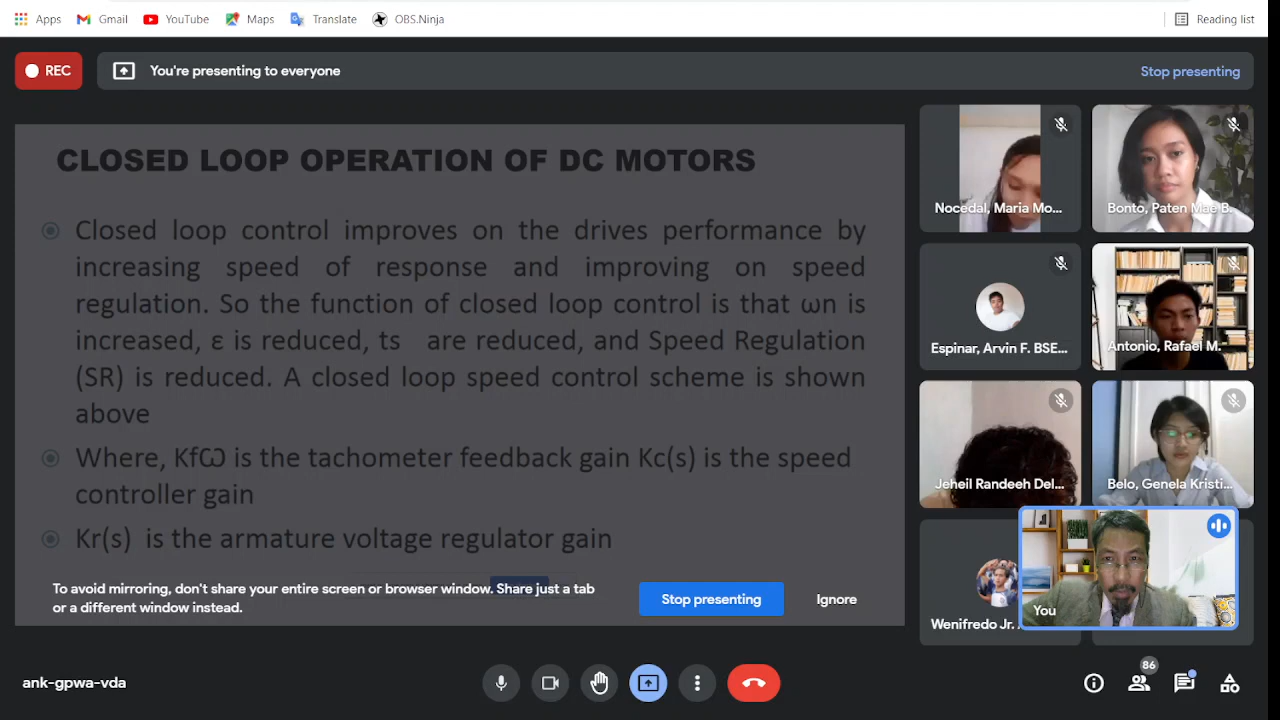 Apps Gmail YouTube Maps Translate OBS.Ninja Reading list
REC You're presenting to everyone Stop presenting
CLOSED LOOP OPERATION OF DC MOTORS
Closed loop control improves on the drives performance by
increasing speed of response and improving on speed
regulation. So the function of closed loop control is that ωn is
increased, ε is reduced, ts are reduced, and Speed Regulation
(SR) is reduced. A closed loop speed control scheme is shown
above
Where, KfѠ is the tachometer feedback gain Kc(s) is the speed
controller gain
Kr(s) is the armature voltage regulator gain
To avoid mirroring, don't share your entire screen or browser window. Share just a tab
or a different window instead.
Stop presenting Ignore
Nocedal, Maria Mo... Bonto, Paten Mae B.
Espinar, Arvin F. BSE... Antonio, Rafael M.
Jeheil Randeeh Del... Belo, Genela Kristi...
Wenifredo Jr. You
ank-gpwa-vda
86